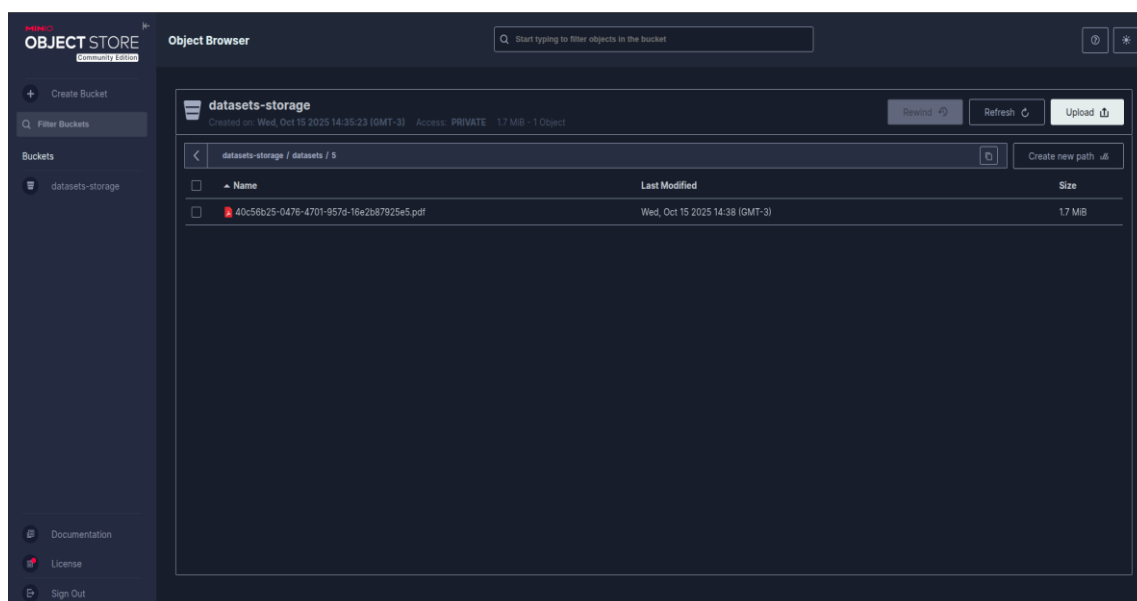 MINIO
OBJECT STORE
Community Edition
Create Bucket
Filter Buckets
Buckets
datasets-storage
Documentation
License
Sign Out
Object Browser
Start typing to filter objects in the bucket
datasets-storage
Created on: Wed, Oct 15 2025 14:35:23 (GMT-3) Access: PRIVATE 1.7 MiB - 1 Object
Rewind
Refresh
Upload
datasets-storage / datasets / 5
Create new path
Name Last Modified Size
40c56b25-0476-4701-957d-16e2b87925e5.pdf Wed, Oct 15 2025 14:38 (GMT-3) 1.7 MiB